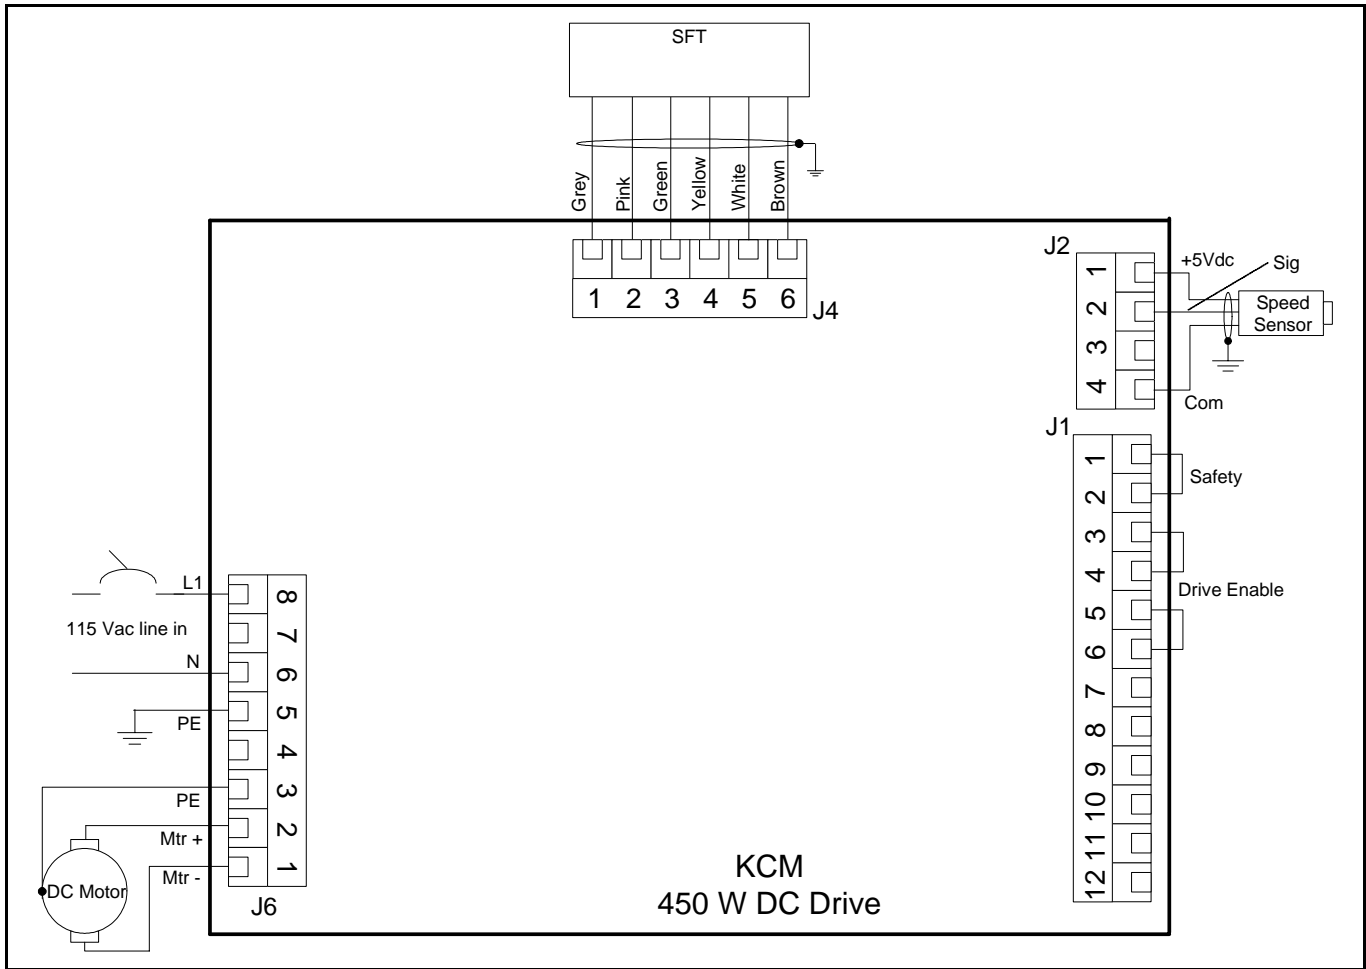 SFT
Grey
Pink
Green
Yellow
White
Brown
1 2 3 4 5 6
J4
J2
1
2
3
4
+5Vdc
Sig
Speed
Sensor
Com
J1
1
2
3
4
5
6
7
8
9
10
11
12
Safety
Drive Enable
L1
115 Vac line in
N
PE
PE
Mtr +
Mtr -
DC Motor
8
7
6
5
4
3
2
1
J6
KCM
450 W DC Drive